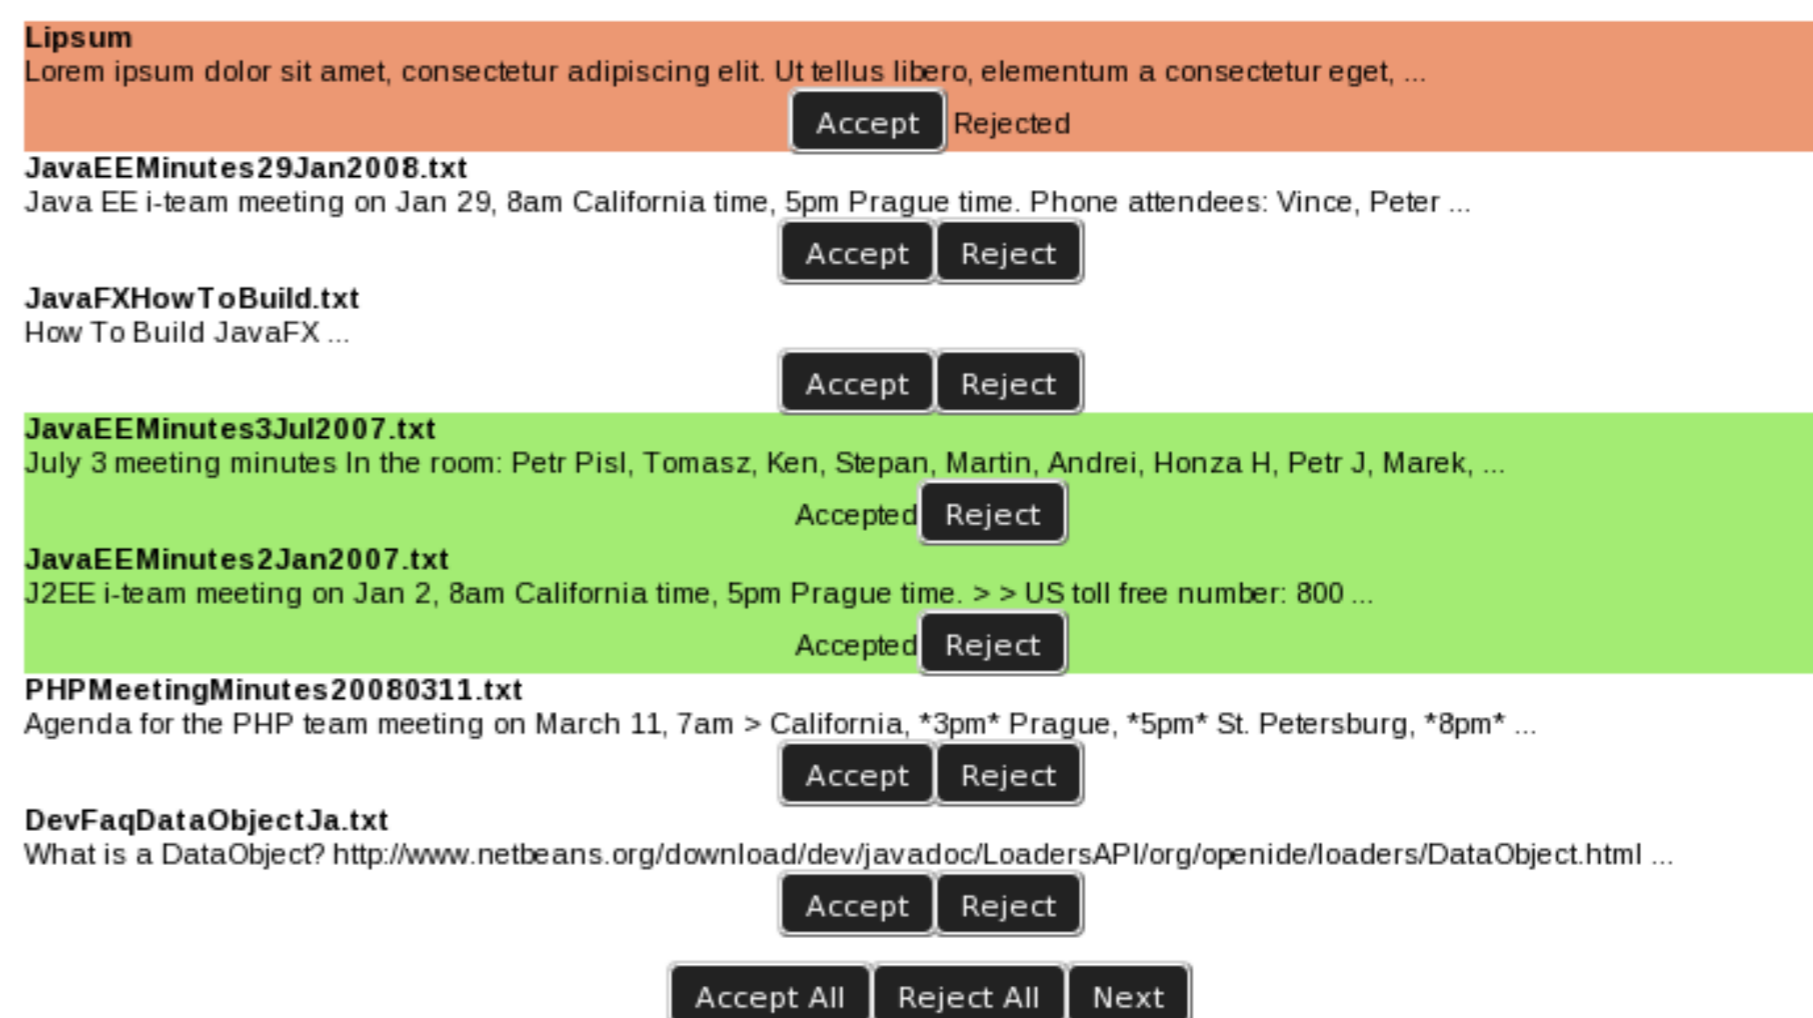 Lipsum
Lorem ipsum dolor sit amet, consectetur adipiscing elit. Ut tellus libero, elementum a consectetur eget, ...
Accept Rejected
JavaEEMinutes29Jan2008.txt
Java EE i-team meeting on Jan 29, 8am California time, 5pm Prague time. Phone attendees: Vince, Peter ...
Accept Reject
JavaFXHowToBuild.txt
How To Build JavaFX ...
Accept Reject
JavaEEMinutes3Jul2007.txt
July 3 meeting minutes In the room: Petr Pisl, Tomasz, Ken, Stepan, Martin, Andrei, Honza H, Petr J, Marek, ...
Accepted Reject
JavaEEMinutes2Jan2007.txt
J2EE i-team meeting on Jan 2, 8am California time, 5pm Prague time. > > US toll free number: 800 ...
Accepted Reject
PHPMeetingMinutes20080311.txt
Agenda for the PHP team meeting on March 11, 7am > California, *3pm* Prague, *5pm* St. Petersburg, *8pm* ...
Accept Reject
DevFaqDataObjectJa.txt
What is a DataObject? http://www.netbeans.org/download/dev/javadoc/LoadersAPI/org/openide/loaders/DataObject.html ...
Accept Reject
Accept All Reject All Next